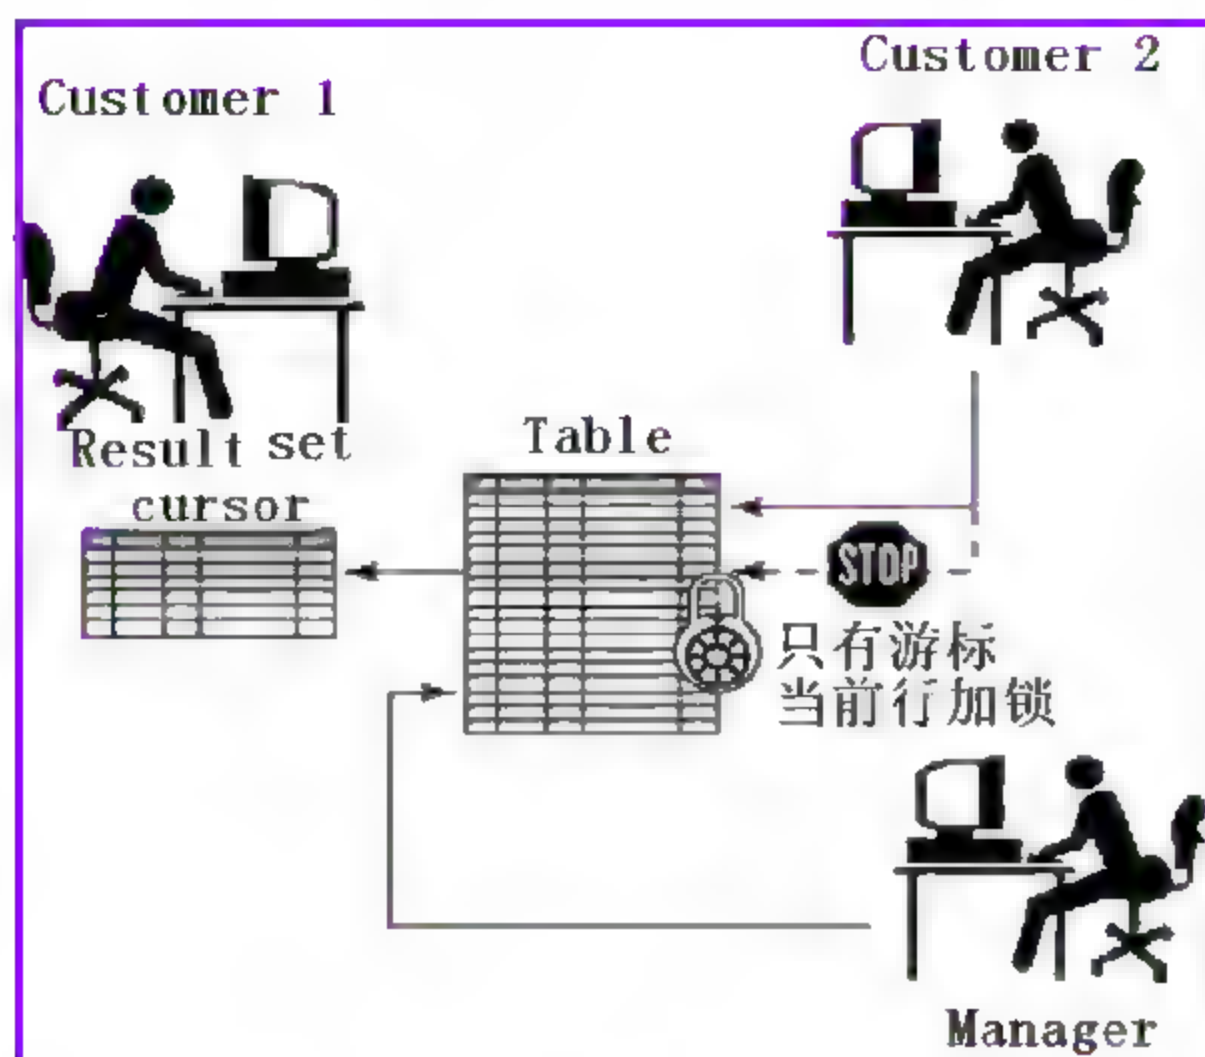 Customer 1
Customer 2
Result set
cursor
Table
STOP
只有游标
当前行加锁
Manager